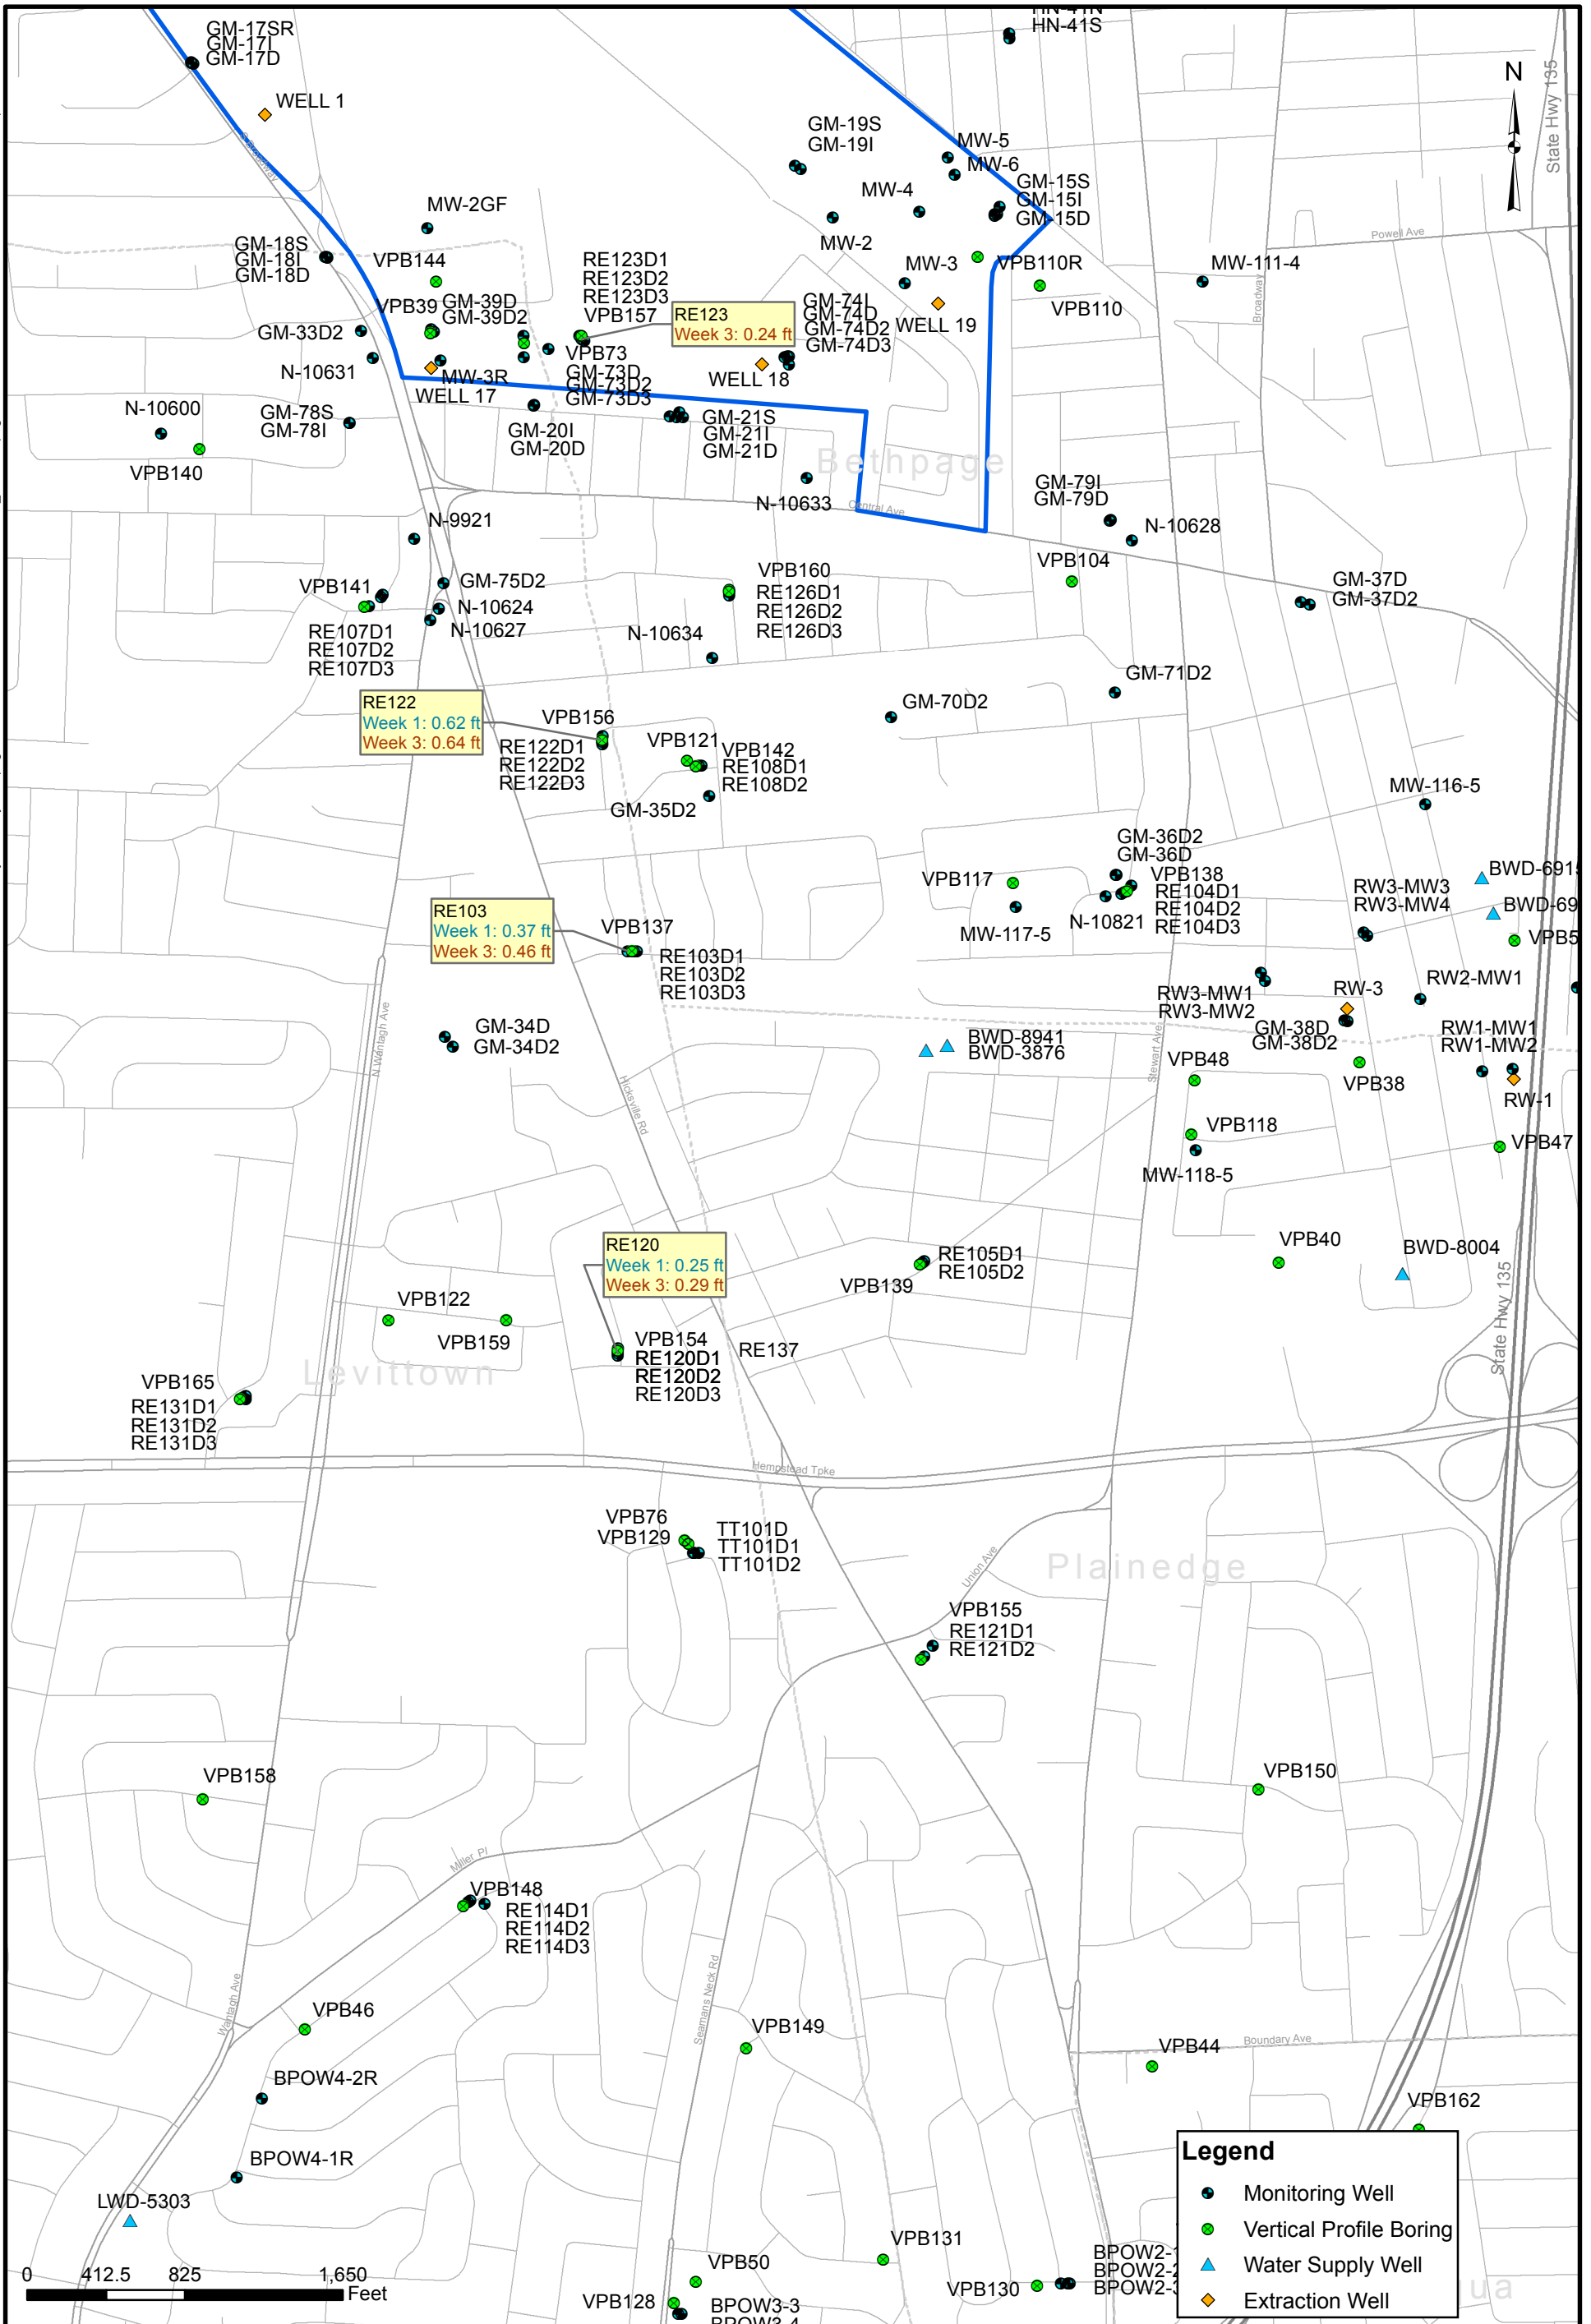 HN-41S
GM-17SR
GM-17I
GM-17D
WELL 1
N
State Hwy 135
S Broadway
GM-19S
GM-19I
MW-5
MW-6
MW-4
GM-15S
GM-15I
GM-15D
MW-2GF
MW-2
Powell Ave
GM-18S
GM-18I
GM-18D
VPB144
RE123D1
RE123D2
RE123D3
VPB157
MW-3
VPB110R
MW-111-4
VPB110
Broadway
VPB39
GM-39D
GM-39D2
RE123
Week 3: 0.24 ft
GM-74I
GM-74D
GM-74D2
GM-74D3
WELL 19
GM-33D2
N-10631
MW-3R
WELL 17
VPB73
GM-73D
GM-73D2
GM-73D3
WELL 18
N-10600
GM-78S
GM-78I
GM-20I
GM-20D
GM-21S
GM-21I
GM-21D
VPB140
Bethpage
N-10633
Central Ave
GM-79I
GM-79D
N-10628
N-9921
VPB104
VPB141
GM-75D2
N-10624
N-10627
VPB160
RE126D1
RE126D2
RE126D3
GM-37D
GM-37D2
RE107D1
RE107D2
RE107D3
N-10634
GM-71D2
RE122
Week 1: 0.62 ft
Week 3: 0.64 ft
VPB156
GM-70D2
RE122D1
RE122D2
RE122D3
VPB121
VPB142
RE108D1
RE108D2
GM-35D2
MW-116-5
GM-36D2
GM-36D
VPB138
RE104D1
RE104D2
RE104D3
VPB117
MW-117-5
N-10821
RW3-MW3
RW3-MW4
RE103
Week 1: 0.37 ft
Week 3: 0.46 ft
VPB137
RE103D1
RE103D2
RE103D3
RW3-MW1
RW3-MW2
RW-3
RW2-MW1
N Wantagh Ave
GM-34D
GM-34D2
BWD-8941
BWD-3876
Stewart Ave
GM-38D
GM-38D2
RW1-MW1
RW1-MW2
Hicksville Rd
VPB48
VPB38
RW-1
VPB118
VPB47
MW-118-5
RE120
Week 1: 0.25 ft
Week 3: 0.29 ft
RE105D1
RE105D2
VPB139
VPB40
BWD-8004
State Hwy 135
VPB122
VPB159
VPB154
RE120D1
RE120D2
RE120D3
RE137
Levittown
VPB165
RE131D1
RE131D2
RE131D3
Hempstead Tpke
VPB76
VPB129
TT101D
TT101D1
TT101D2
Union Ave
Plainedge
VPB155
RE121D1
RE121D2
VPB158
VPB150
Miller Pl
VPB148
RE114D1
RE114D2
RE114D3
Wantagh Ave
Seamans Neck Rd
VPB46
VPB149
VPB44
Boundary Ave
BPOW4-2R
VPB162
BPOW4-1R
LWD-5303
VPB131
VPB50
VPB128
BPOW3-3
VPB130
0 412.5 825 1,650
Feet
Legend
Monitoring Well
Vertical Profile Boring
Water Supply Well
Extraction Well